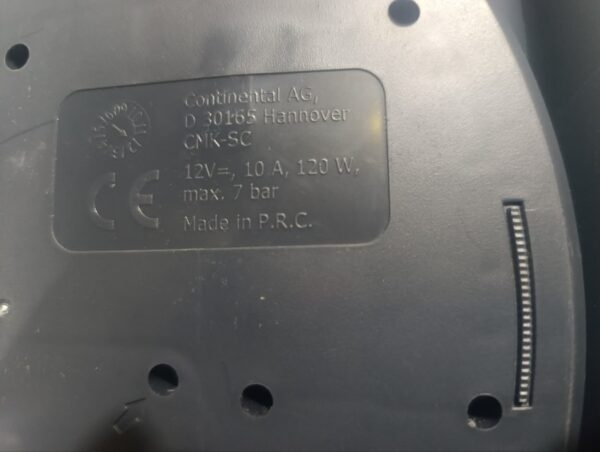 Continental AG,
D 30165 Hannover
CMK-SC
12V=, 10 A, 120 W,
max. 7 bar
Made in P.R.C.
CE